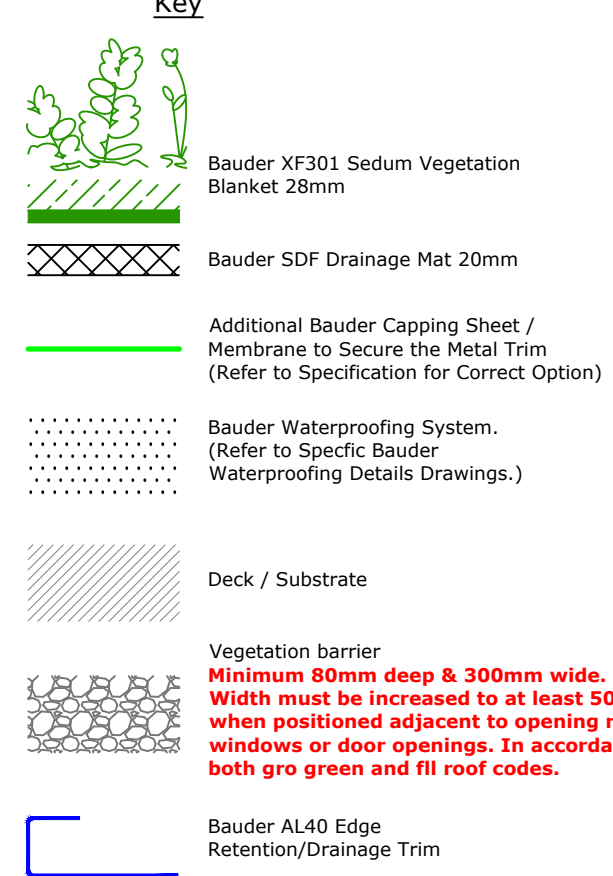 Key
Bauder XF301 Sedum Vegetation
Blanket 28mm
Bauder SDF Drainage Mat 20mm
Additional Bauder Capping Sheet /
Membrane to Secure the Metal Trim
(Refer to Specification for Correct Option)
Bauder Waterproofing System.
(Refer to Specfic Bauder
Waterproofing Details Drawings.)
Deck / Substrate
Vegetation barrier
Minimum 80mm deep & 300mm wide.
Width must be increased to at least
when positioned adjacent to opening
windows or door openings. In
both gro green and fll roof codes.
Bauder AL40 Edge
Retention/Drainage Trim